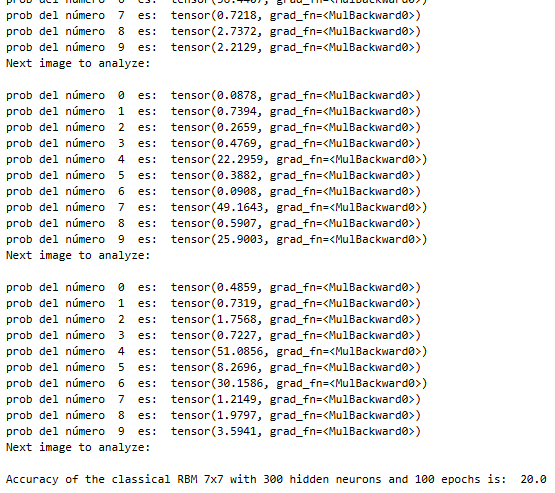 prob del número  7  es:  tensor(0.7218, grad_fn=<MulBackward0>)
prob del número  8  es:  tensor(2.7372, grad_fn=<MulBackward0>)
prob del número  9  es:  tensor(2.2129, grad_fn=<MulBackward0>)
Next image to analyze:
prob del número  0  es:  tensor(0.0878, grad_fn=<MulBackward0>)
prob del número  1  es:  tensor(0.7394, grad_fn=<MulBackward0>)
prob del número  2  es:  tensor(0.2659, grad_fn=<MulBackward0>)
prob del número  3  es:  tensor(0.4769, grad_fn=<MulBackward0>)
prob del número  4  es:  tensor(22.2959, grad_fn=<MulBackward0>)
prob del número  5  es:  tensor(0.3882, grad_fn=<MulBackward0>)
prob del número  6  es:  tensor(0.0908, grad_fn=<MulBackward0>)
prob del número  7  es:  tensor(49.1643, grad_fn=<MulBackward0>)
prob del número  8  es:  tensor(0.5907, grad_fn=<MulBackward0>)
prob del número  9  es:  tensor(25.9003, grad_fn=<MulBackward0>)
Next image to analyze:
prob del número  0  es:  tensor(0.4859, grad_fn=<MulBackward0>)
prob del número  1  es:  tensor(0.7319, grad_fn=<MulBackward0>)
prob del número  2  es:  tensor(1.7568, grad_fn=<MulBackward0>)
prob del número  3  es:  tensor(0.7227, grad_fn=<MulBackward0>)
prob del número  4  es:  tensor(51.0856, grad_fn=<MulBackward0>)
prob del número  5  es:  tensor(8.2696, grad_fn=<MulBackward0>)
prob del número  6  es:  tensor(30.1586, grad_fn=<MulBackward0>)
prob del número  7  es:  tensor(1.2149, grad_fn=<MulBackward0>)
prob del número  8  es:  tensor(1.9797, grad_fn=<MulBackward0>)
prob del número  9  es:  tensor(3.5941, grad_fn=<MulBackward0>)
Next image to analyze:
Accuracy of the classical RBM 7x7 with 300 hidden neurons and 100 epochs is:  20.0